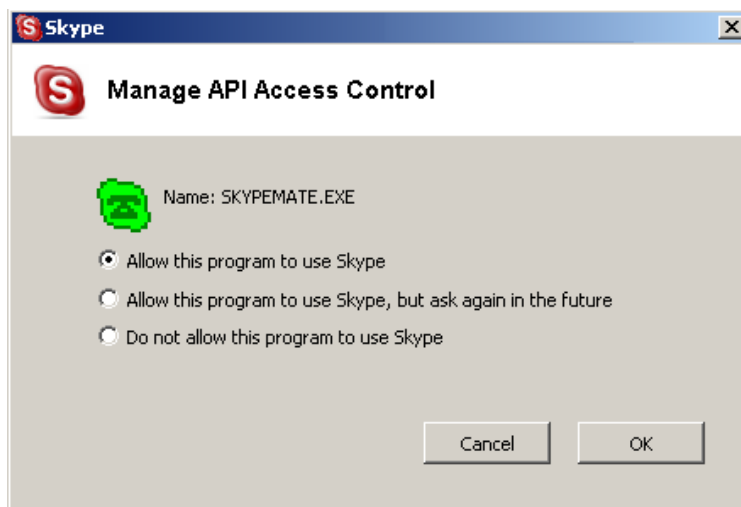 Skype
Manage API Access Control
Name: SKYPEMATE.EXE
Allow this program to use Skype
Allow this program to use Skype, but ask again in the future
Do not allow this program to use Skype
Cancel OK